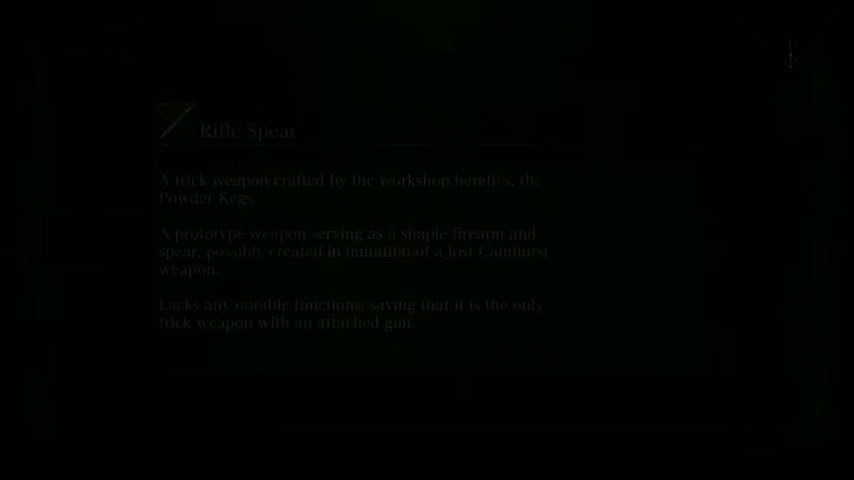 Rifle Spear
A trick weapon crafted by the workshop heretics, the
Powder Kegs.
A prototype weapon serving as a simple firearm and
spear, possibly created in imitation of a lost Cainhurst
weapon.
Lacks any notable functions, saving that it is the only
trick weapon with an attached gun.